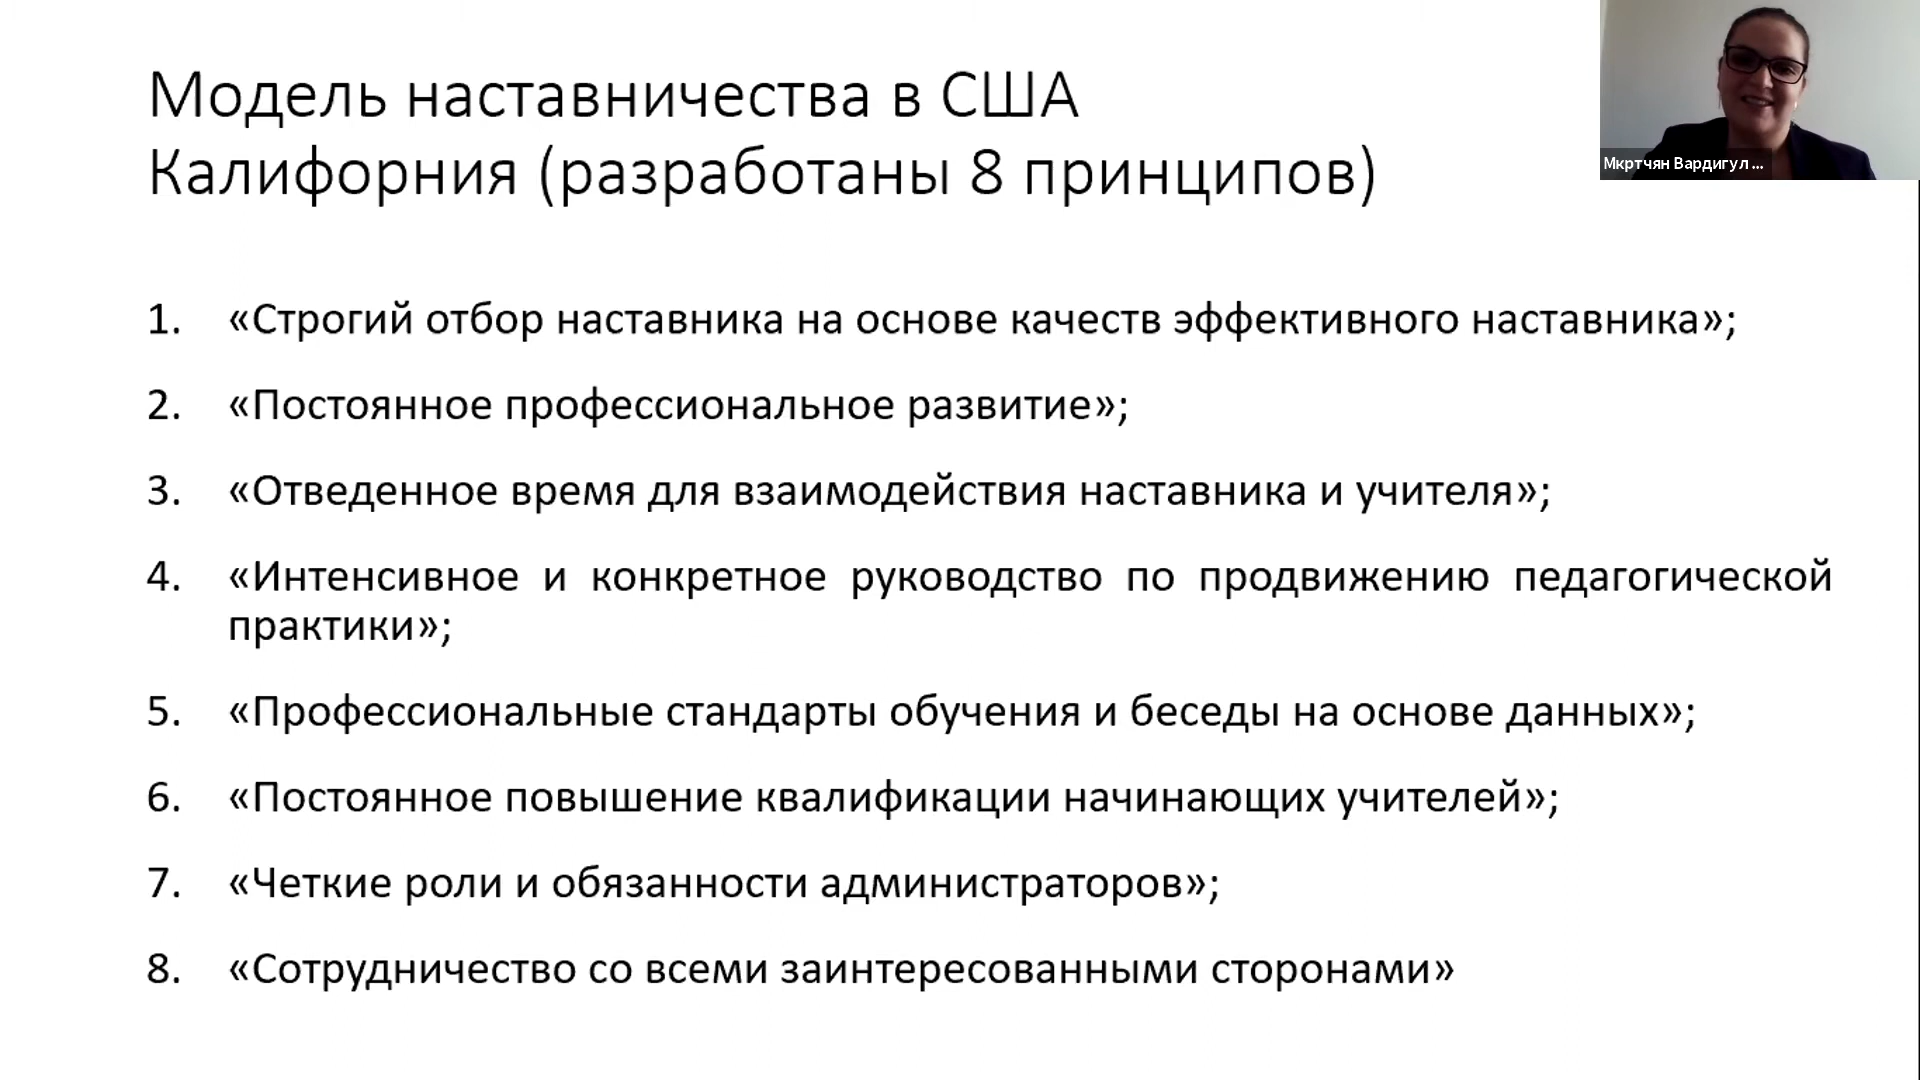 Модель наставничества в США
Калифорния (разработаны 8 принципов)
Мкртчян Вардигул ...
1. «Строгий отбор наставника на основе качеств эффективного наставника»;
2. «Постоянное профессиональное развитие»;
3. «Отведенное время для взаимодействия наставника и учителя»;
4. «Интенсивное и конкретное руководство по продвижению педагогической
практики»;
5. «Профессиональные стандарты обучения и беседы на основе данных»;
6. «Постоянное повышение квалификации начинающих учителей»;
7. «Четкие роли и обязанности администраторов»;
8. «Сотрудничество со всеми заинтересованными сторонами»